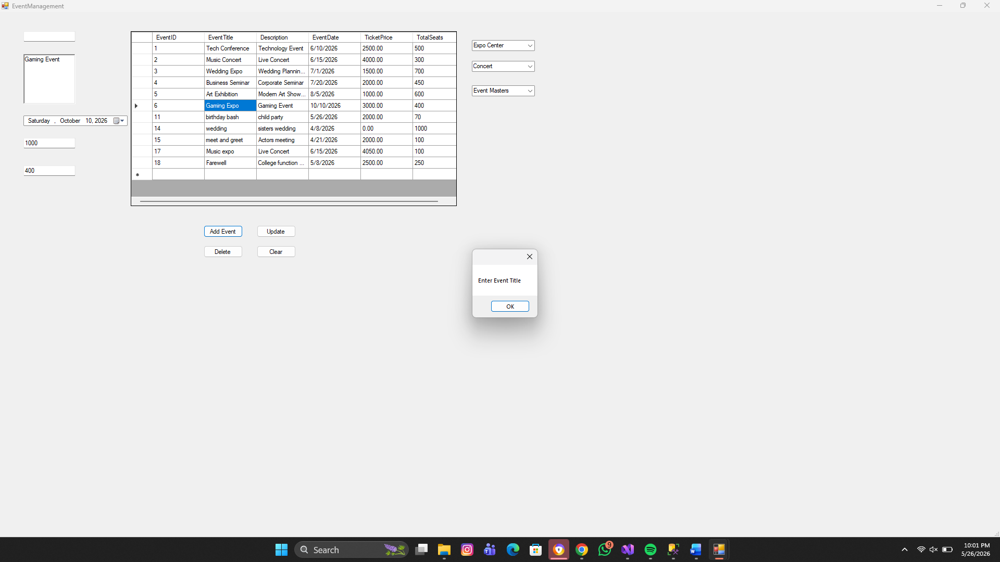 EventManagement
Gaming Event
Saturday , October 10, 2026
1000
400
EventID EventTitle Description EventDate TicketPrice TotalSeats
1 Tech Conference Technology Event 6/10/2026 2500.00 500
2 Music Concert Live Concert 6/15/2026 4000.00 300
3 Wedding Expo Wedding Plannin... 7/1/2026 1500.00 700
4 Business Seminar Corporate Seminar 7/20/2026 2000.00 450
5 Art Exhibition Modern Art Show... 8/5/2026 1000.00 600
6 Gaming Expo Gaming Event 10/10/2026 3000.00 400
11 birthday bash child party 5/26/2026 2000.00 70
14 wedding sisters wedding 4/8/2026 0.00 1000
15 meet and greet Actors meeting 4/21/2026 2000.00 100
17 Music expo Live Concert 6/15/2026 4050.00 100
18 Farewell College function ... 5/8/2026 2500.00 250
Expo Center
Concert
Event Masters
Add Event Update
Delete Clear
Enter Event Title
OK
Search
9
10:01 PM
5/26/2026